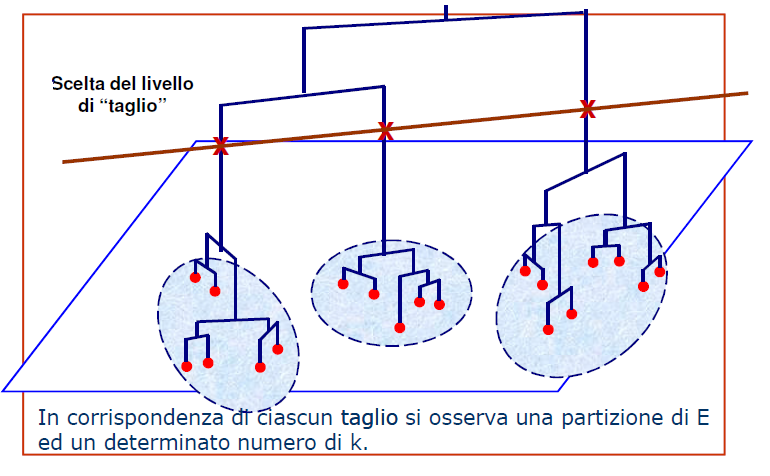 Scelta del livello
di “taglio”
In corrispondenza di ciascun taglio si osserva una partizione di E
ed un determinato numero di k.